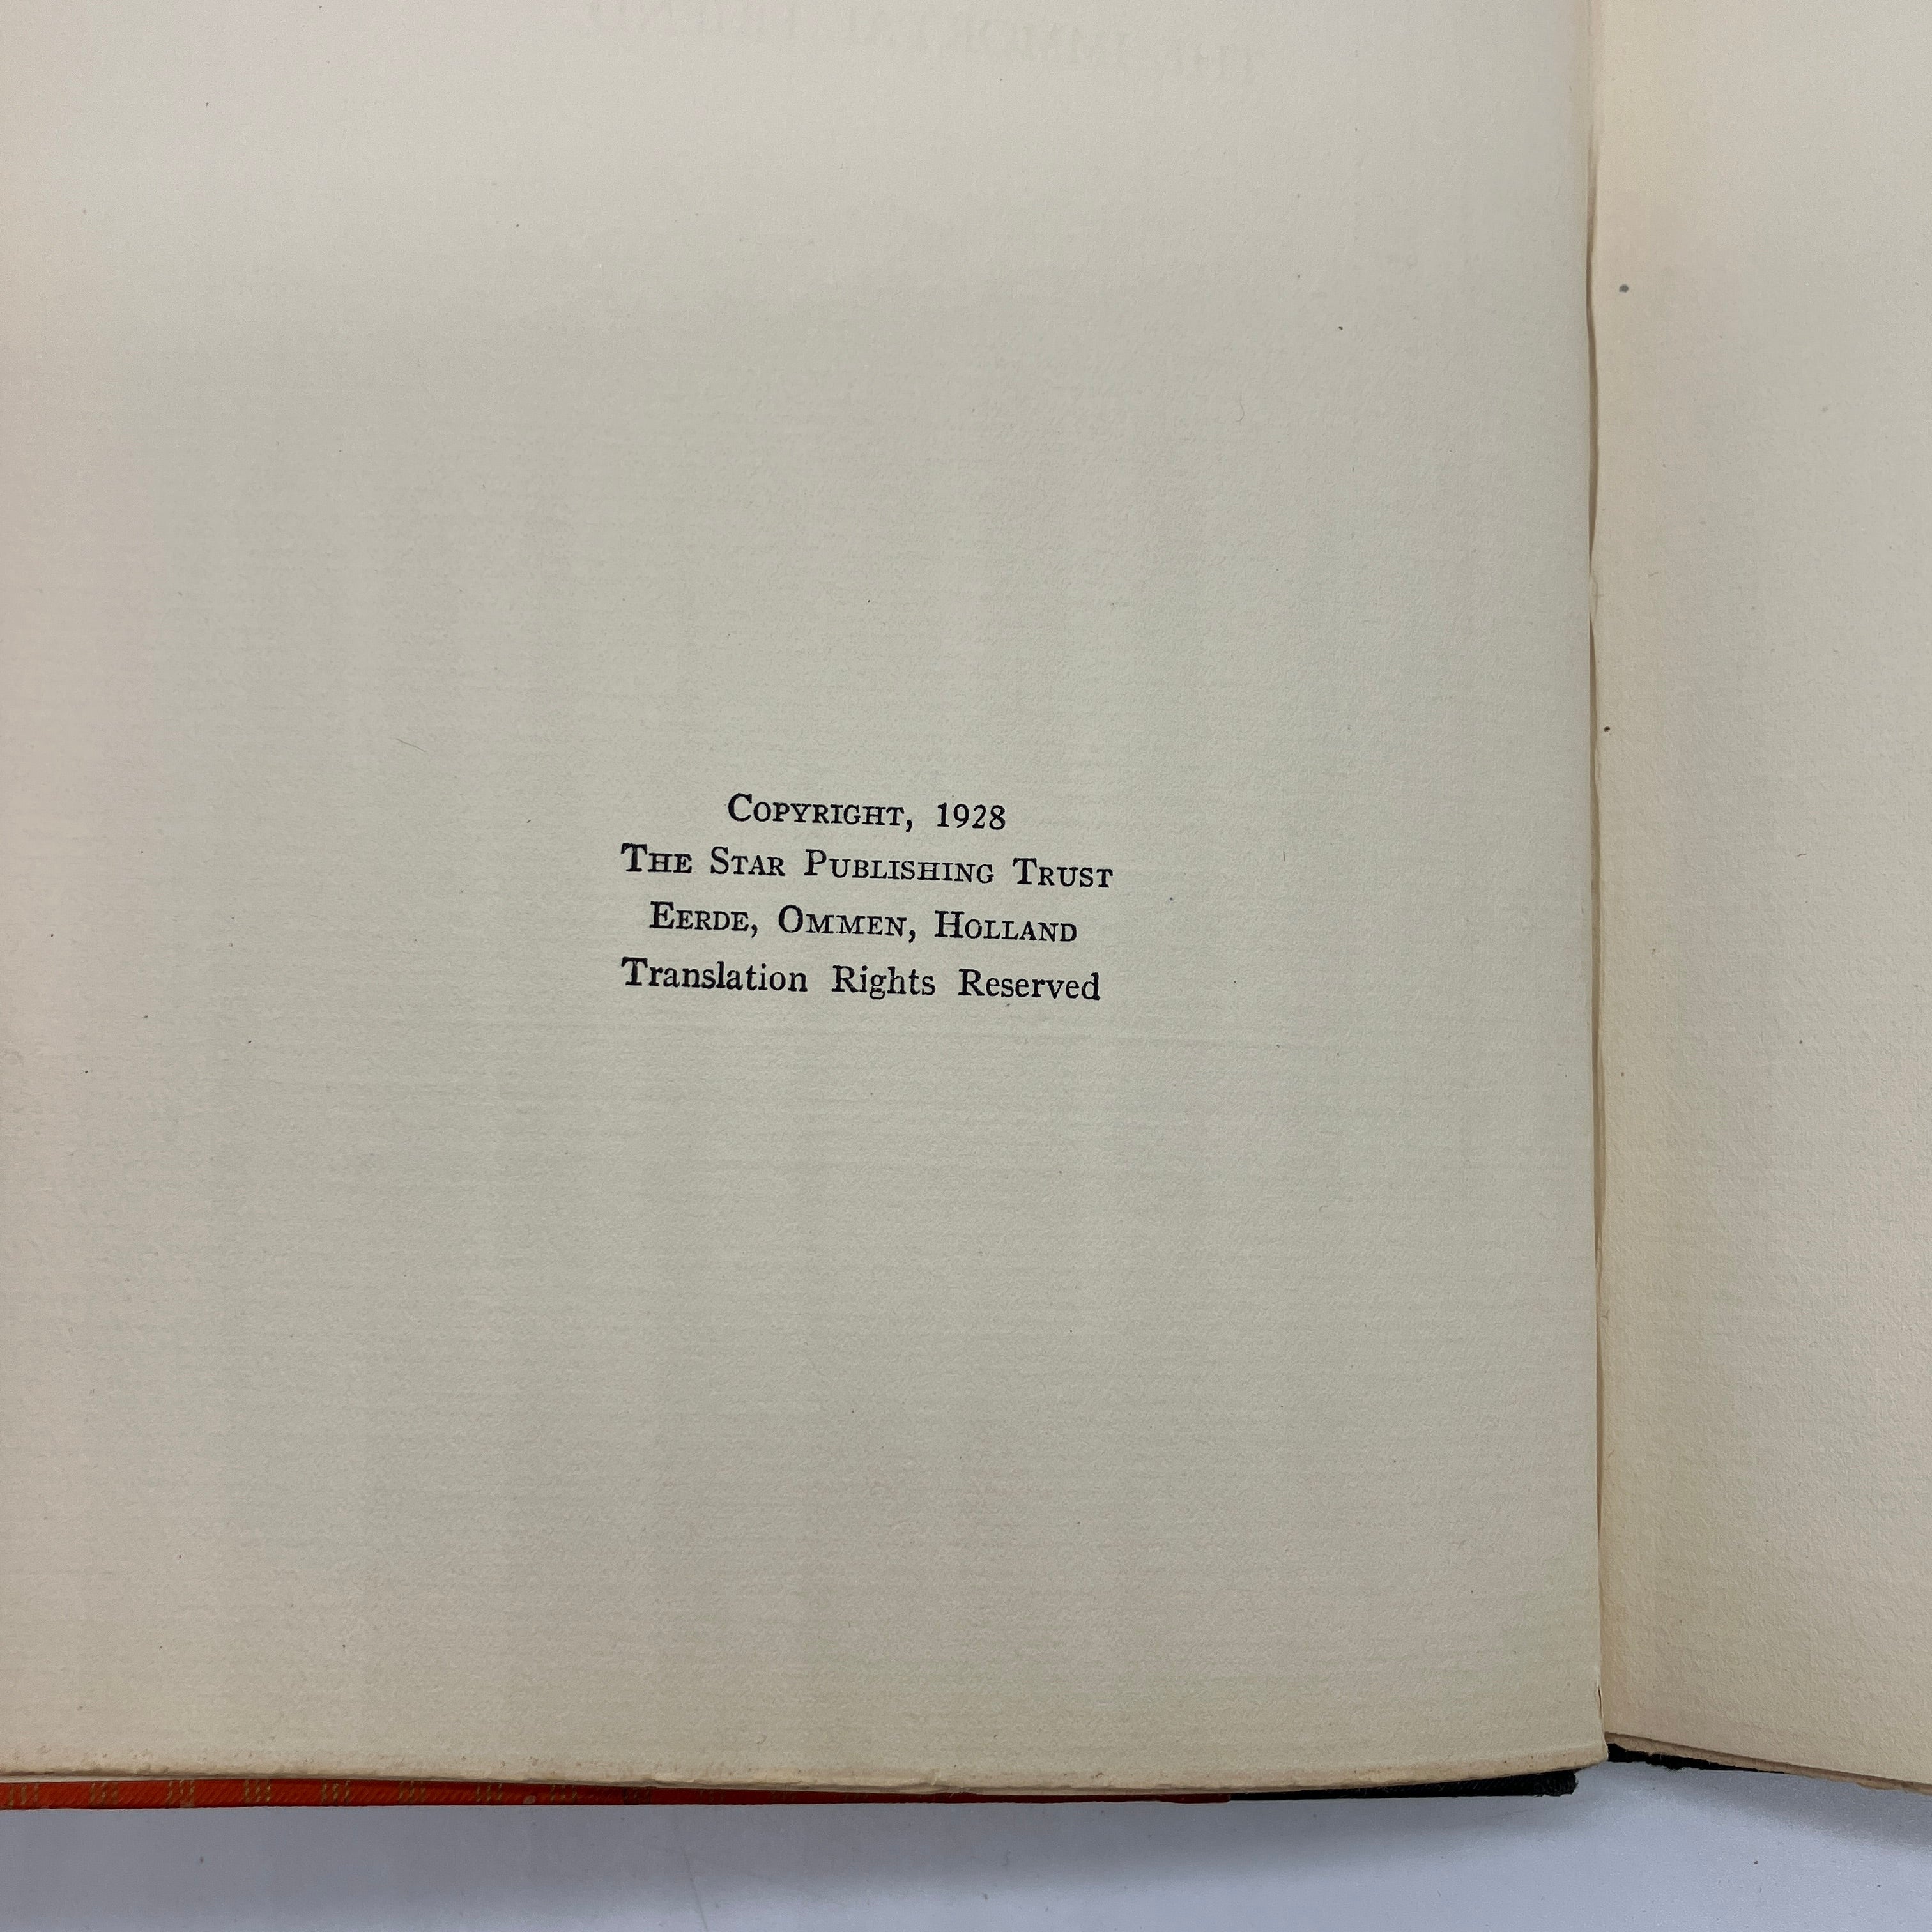 COPYRIGHT, 1928
THE STAR PUBLISHING TRUST
EERDE, OMMEN, HOLLAND
Translation Rights Reserved